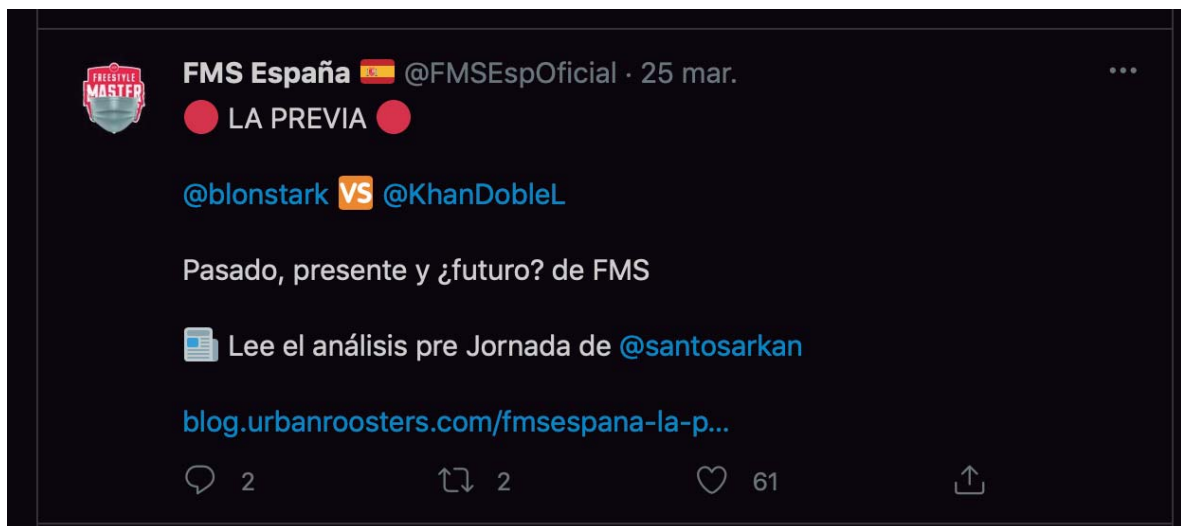 FREESTYLE
MASTER
FMS España 🇪🇸 @FMSEspOficial · 25 mar.
🔴 LA PREVIA 🔴
@blonstark 🆚 @KhanDobleL
Pasado, presente y ¿futuro? de FMS
📰 Lee el análisis pre Jornada de @santosarkan
blog.urbanroosters.com/fmsespana-la-p...
2 2 61